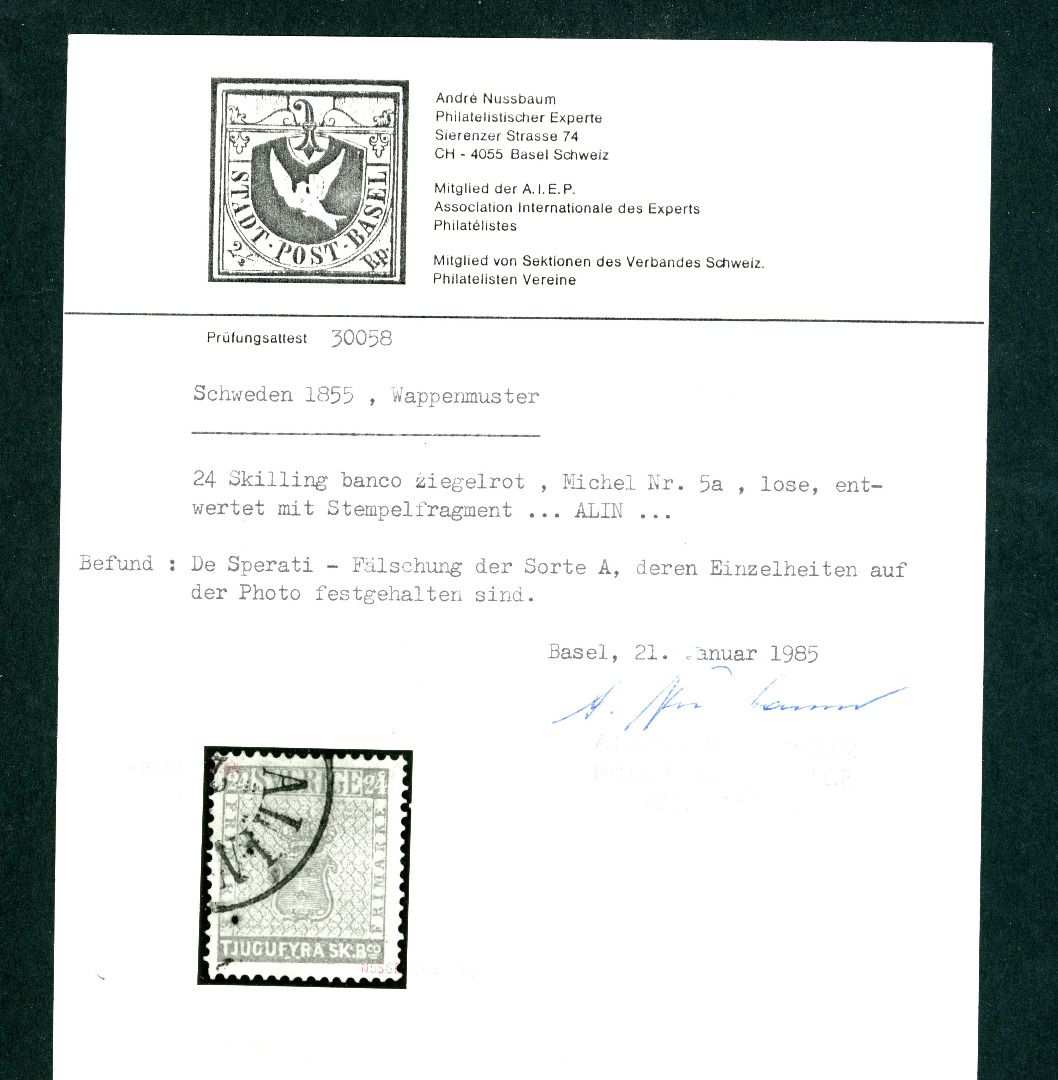 STADT-POST-BASEL
2½ Rp.
André Nussbaum
Philatelistischer Experte
Sierenzer Strasse 74
CH - 4055 Basel Schweiz
Mitglied der A.I.E.P.
Association Internationale des Experts
Philatélistes
Mitglied von Sektionen des Verbandes Schweiz.
Philatelisten Vereine
Prüfungsattest 30058
Schweden 1855 , Wappenmuster
24 Skilling banco ziegelrot , Michel Nr. 5a , lose, ent-
wertet mit Stempelfragment ... ALIN ...
Befund : De Sperati - Fälschung der Sorte A, deren Einzelheiten auf
der Photo festgehalten sind.
Basel, 21. Januar 1985
24 SVERIGE 24
FRIMARKE
TJUGUFYRA SK.Bco